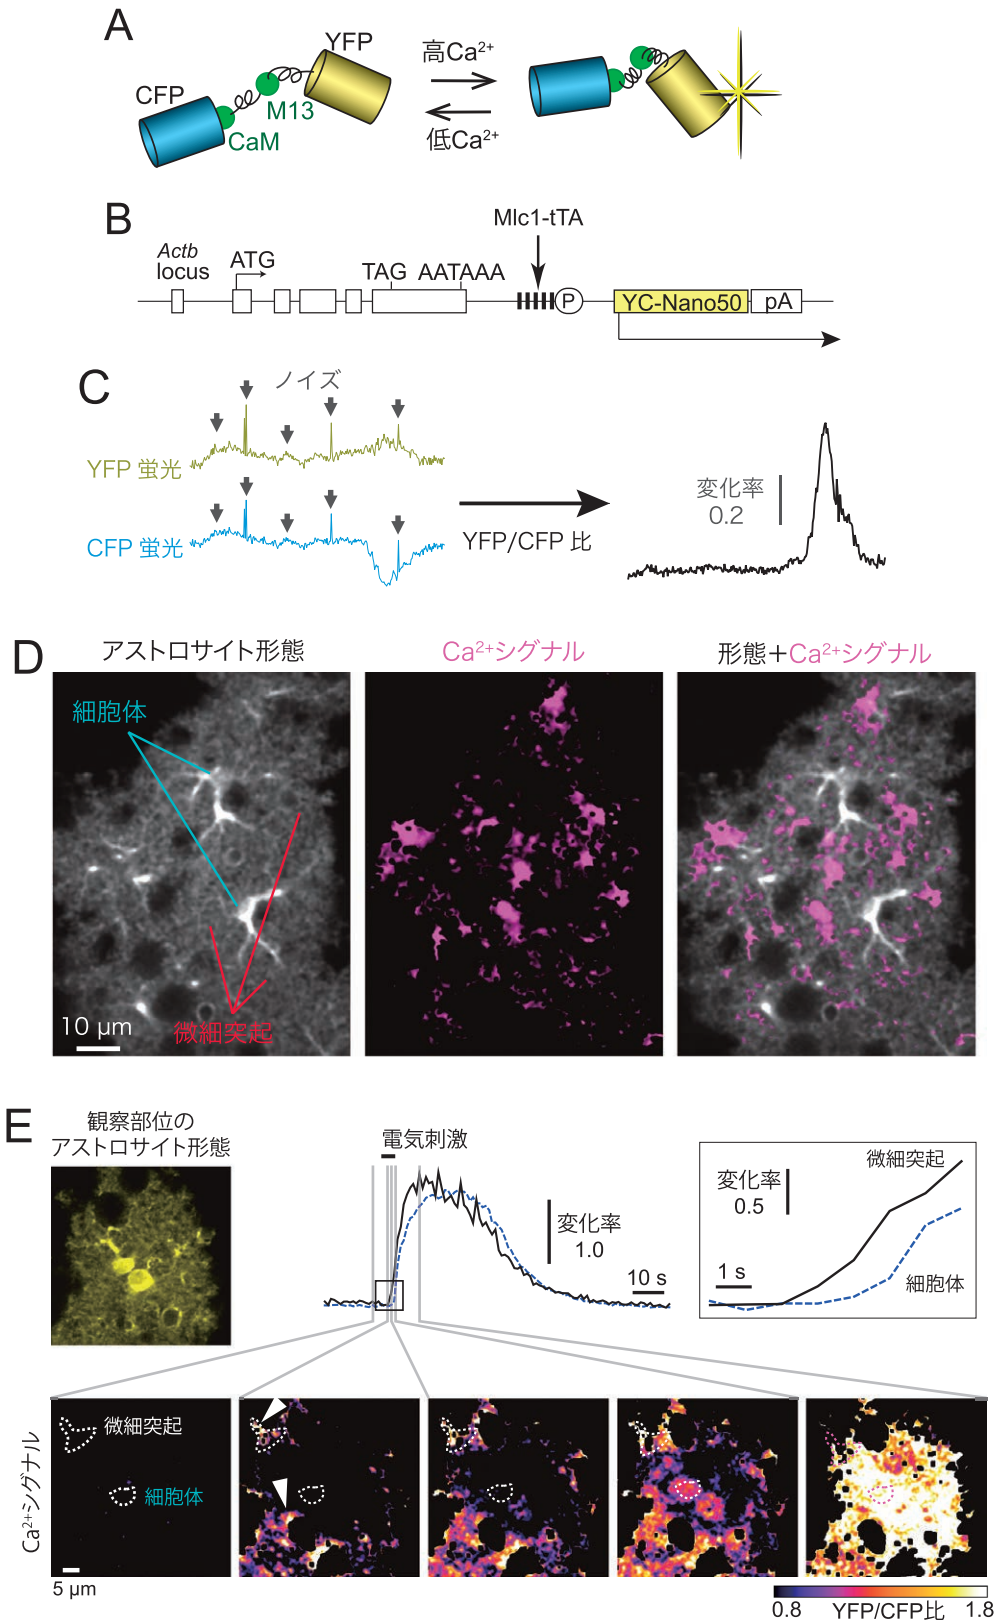 A
YFP
高Ca²⁺
CFP
M13
CaM
低Ca²⁺
B
Mlc1-tTA
Actb
locus
ATG
TAG AATAAA
P
YC-Nano50
pA
C
ノイズ
YFP 蛍光
CFP 蛍光
YFP/CFP 比
変化率
0.2
D
アストロサイト形態
Ca²⁺シグナル
形態+Ca²⁺シグナル
細胞体
微細突起
10 μm
E
観察部位の
アストロサイト形態
電気刺激
変化率
1.0
10 s
微細突起
変化率
0.5
1 s
細胞体
Ca²⁺シグナル
微細突起
細胞体
5 μm
0.8 YFP/CFP比 1.8